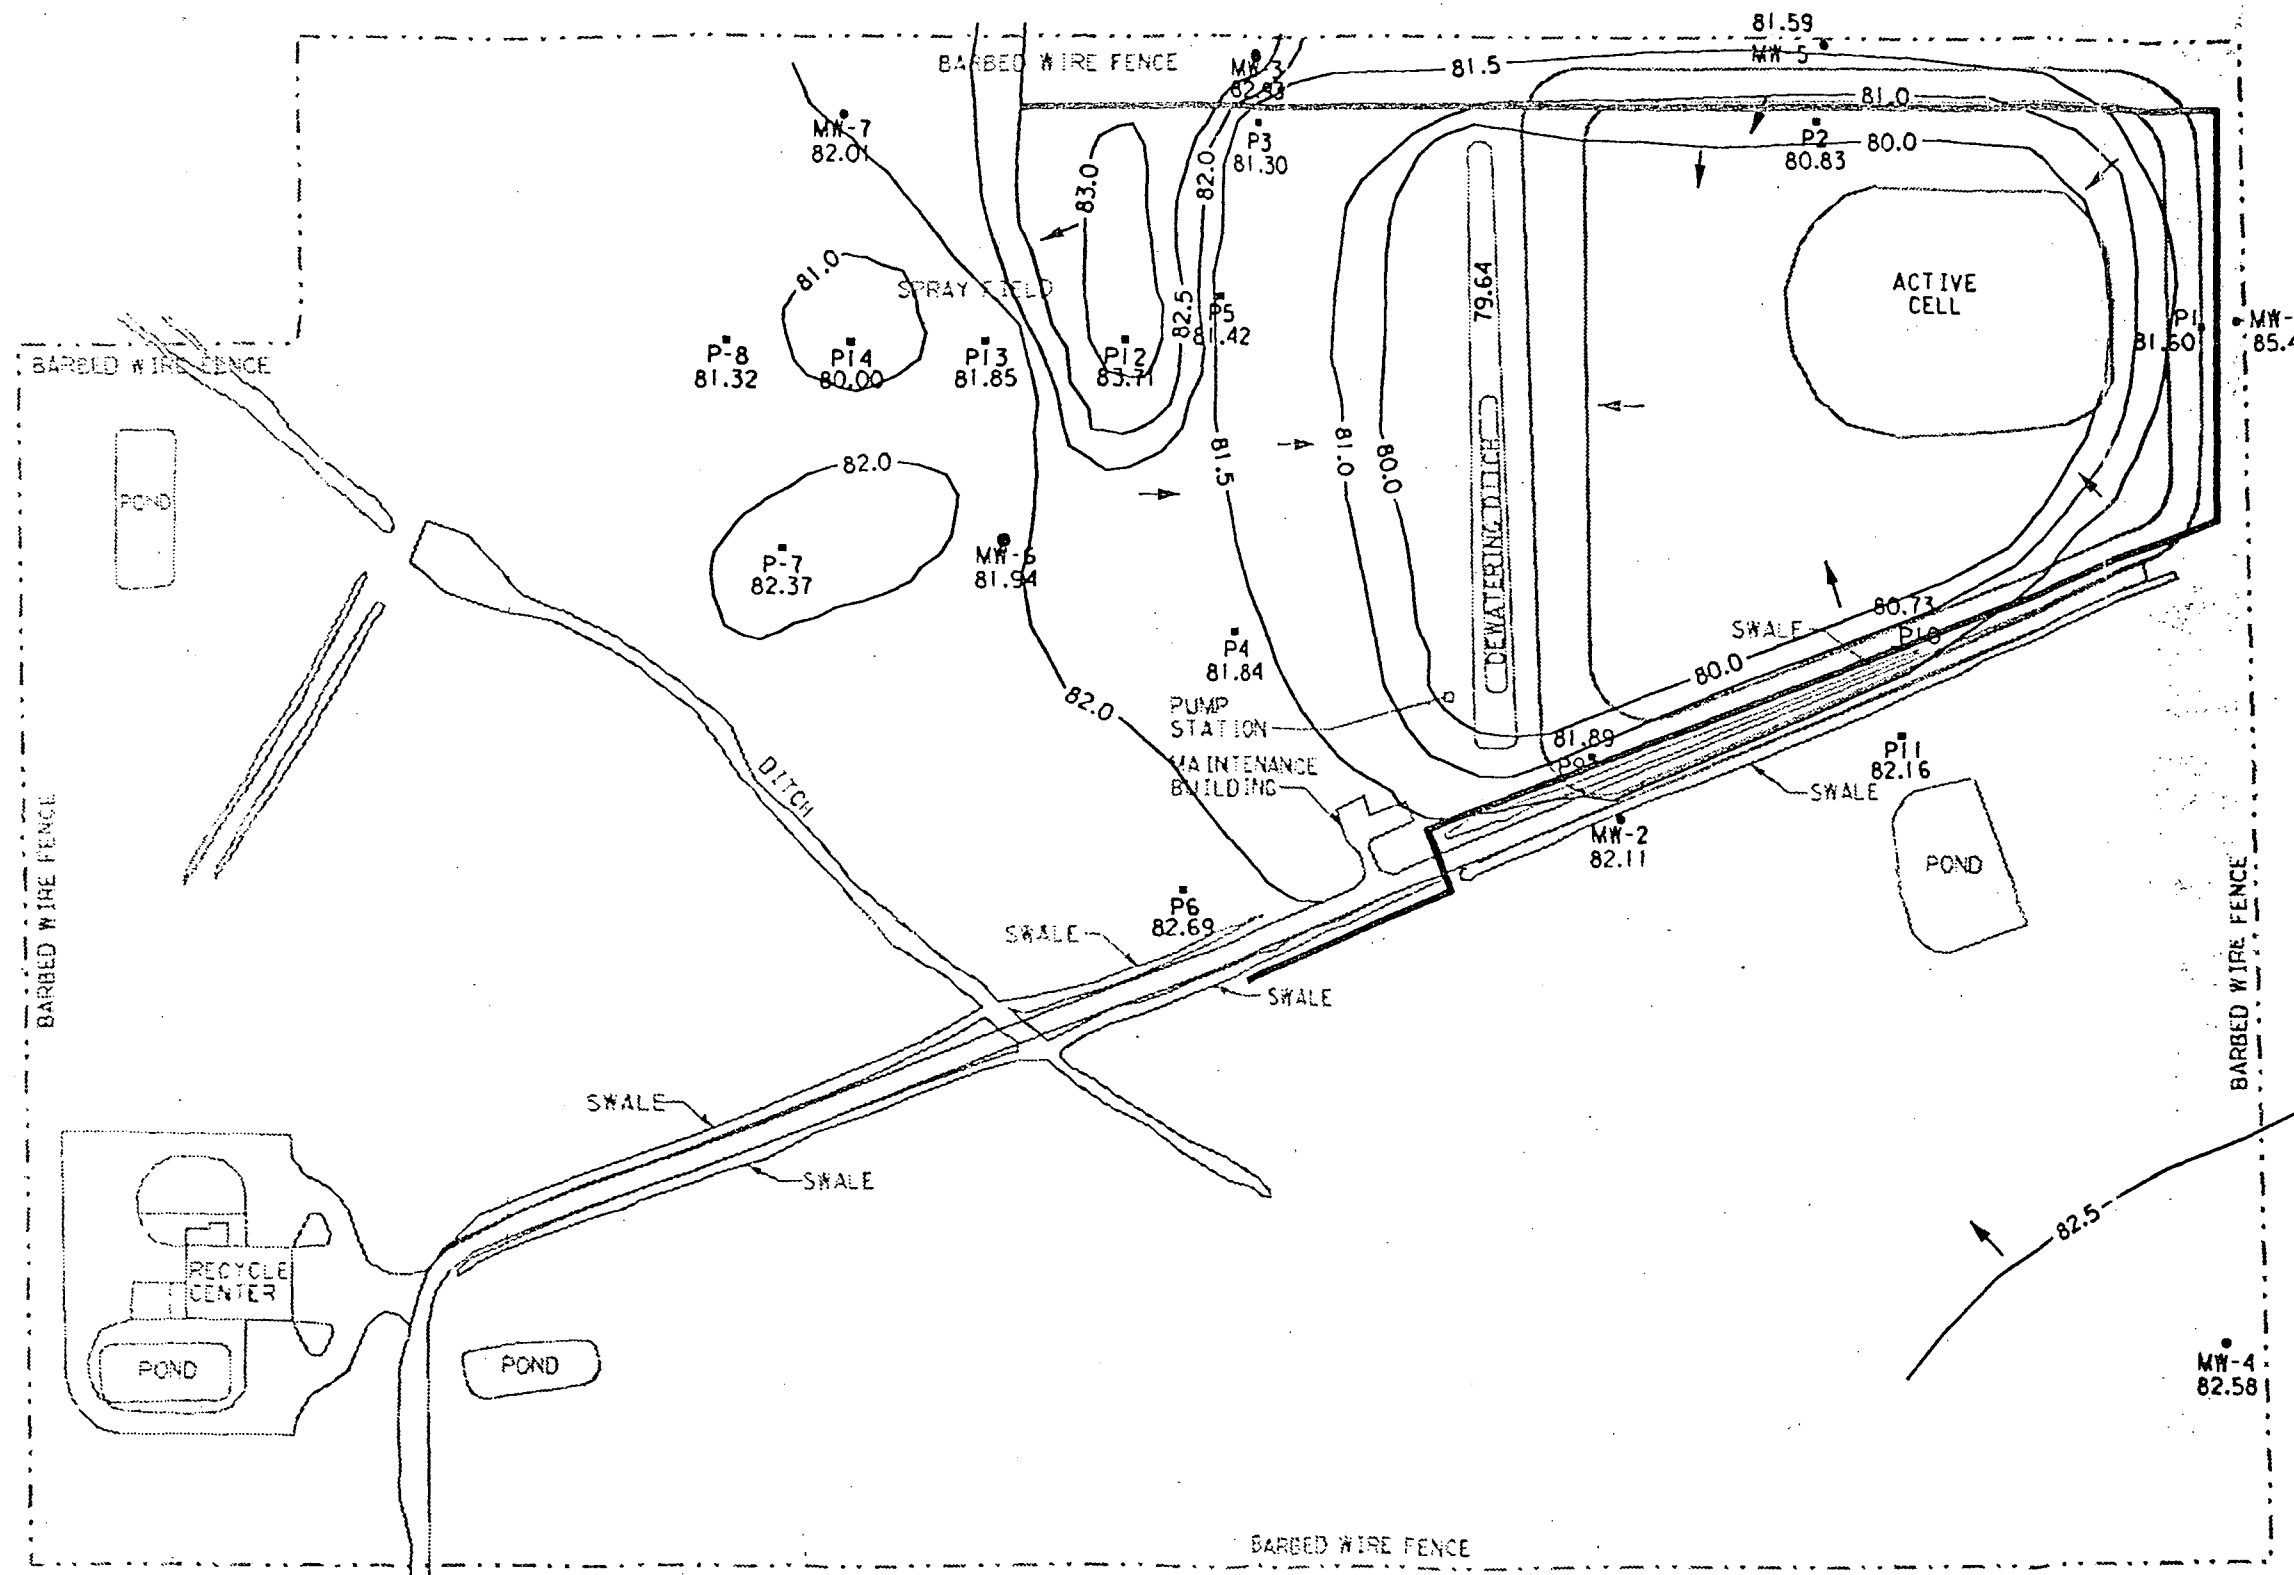 81.59
MW-5
BARBED WIRE FENCE
MW-3
82.93
81.5
81.0
MW-7
82.01
P3
81.30
P2
80.83
80.0
83.0
82.0
81.0
SPRAY FIELD
82.5
P5
81.42
79.64
ACTIVE
CELL
P1
81.60
MW-
85.4
BARBED WIRE FENCE
P-8
81.32
P14
80.00
P13
81.85
P12
83.71
81.5
81.0
80.0
82.0
POND
DEWATERING DITCH
P-7
82.37
MW-6
81.94
P4
81.84
80.73
P10
SWALE
80.0
82.0
PUMP
STATION
81.89
P9
P11
82.16
MAINTENANCE
BUILDING
SWALE
DITCH
MW-2
82.11
POND
P6
82.69
SWALE
SWALE
BARBED WIRE FENCE
BARBED WIRE FENCE
SWALE
SWALE
82.5
RECYCLE
CENTER
POND
POND
MW-4
82.58
BARBED WIRE FENCE